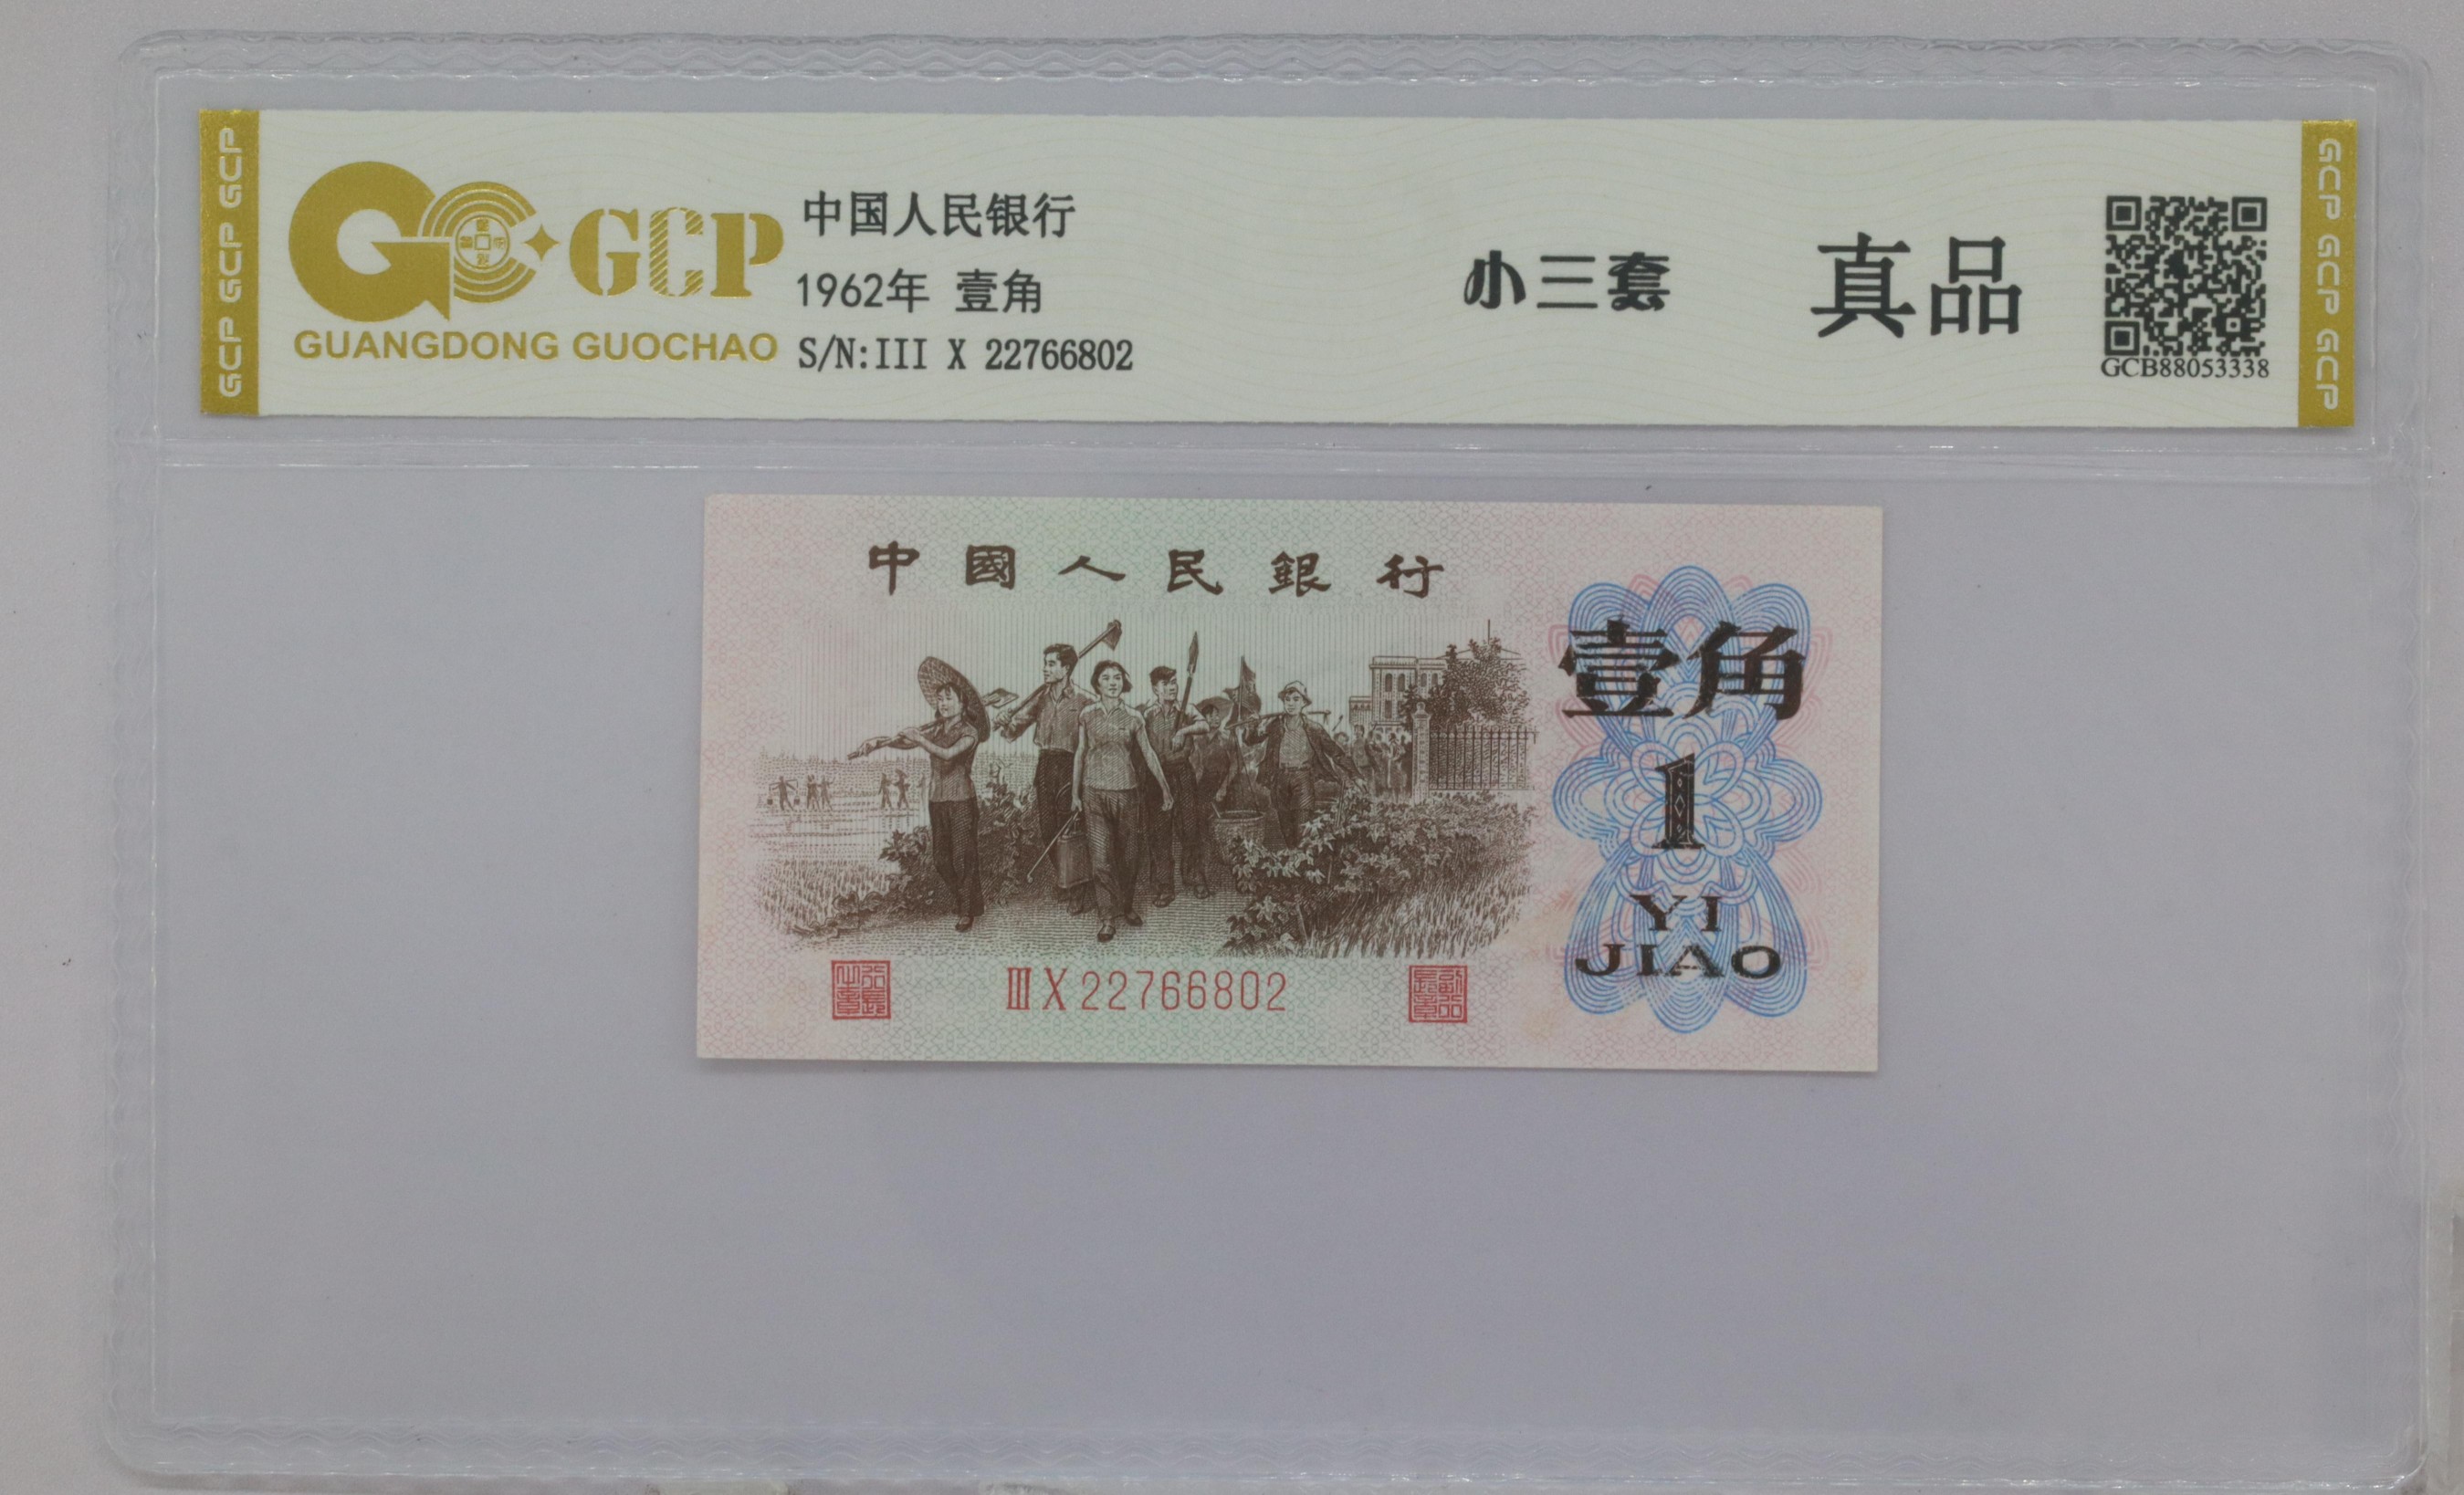 GCP GCP GCP
GCP
GUANGDONG GUOCHAO
中国人民银行
1962年 壹角
S/N:III X 22766802
小三套
真品
GCB88053338
GCP GCP GCP
中國人民銀行
壹角
1
YI
JIAO
III X 22766802